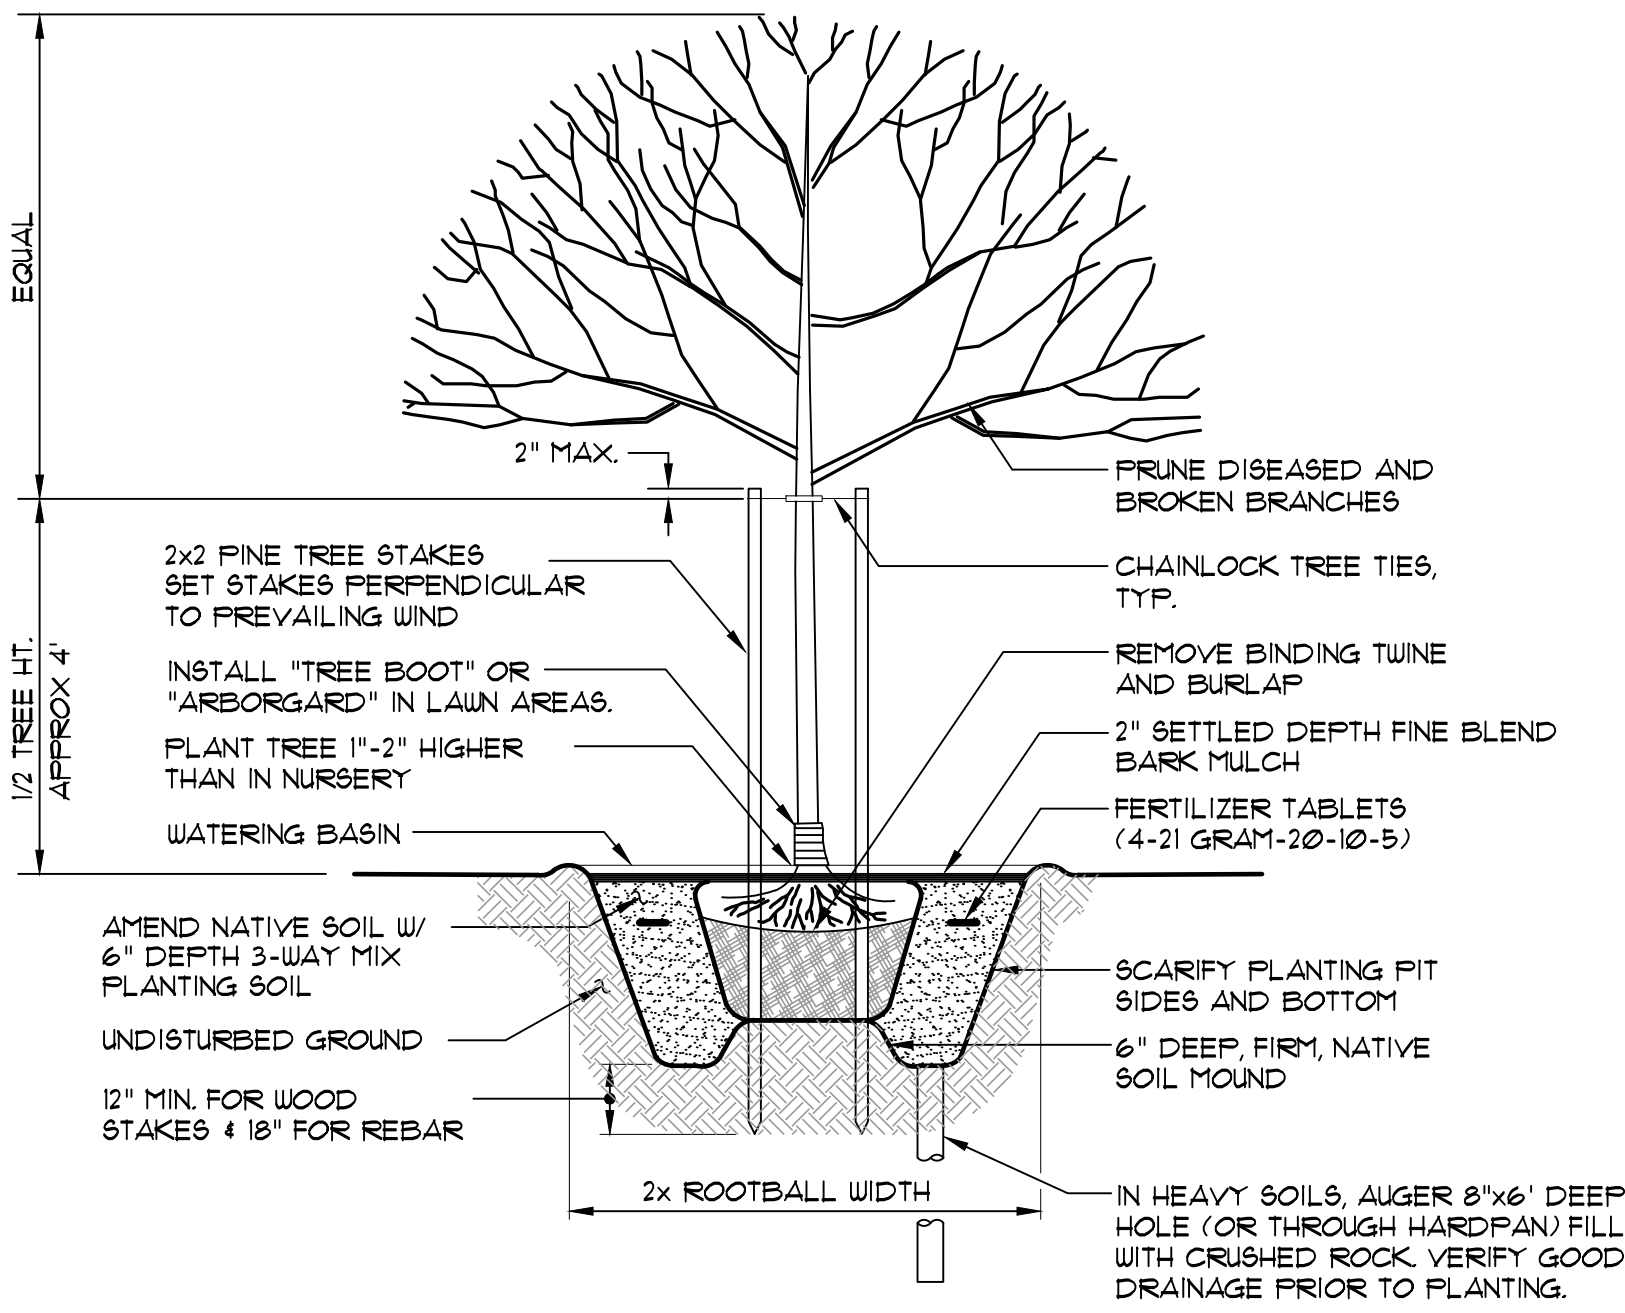 EQUAL
2" MAX.
1/2 TREE HT.
APPROX 4'
2x2 PINE TREE STAKES
SET STAKES PERPENDICULAR
TO PREVAILING WIND
INSTALL "TREE BOOT" OR
"ARBORGARD" IN LAWN AREAS.
PLANT TREE 1"-2" HIGHER
THAN IN NURSERY
WATERING BASIN
AMEND NATIVE SOIL W/
6" DEPTH 3-WAY MIX
PLANTING SOIL
UNDISTURBED GROUND
12" MIN. FOR WOOD
STAKES & 18" FOR REBAR
2x ROOTBALL WIDTH
PRUNE DISEASED AND
BROKEN BRANCHES
CHAINLOCK TREE TIES,
TYP.
REMOVE BINDING TWINE
AND BURLAP
2" SETTLED DEPTH FINE BLEND
BARK MULCH
FERTILIZER TABLETS
(4-21 GRAM-20-10-5)
SCARIFY PLANTING PIT
SIDES AND BOTTOM
6" DEEP, FIRM, NATIVE
SOIL MOUND
IN HEAVY SOILS, AUGER 8"x6' DEEP
HOLE (OR THROUGH HARDPAN) FILL
WITH CRUSHED ROCK. VERIFY GOOD
DRAINAGE PRIOR TO PLANTING.